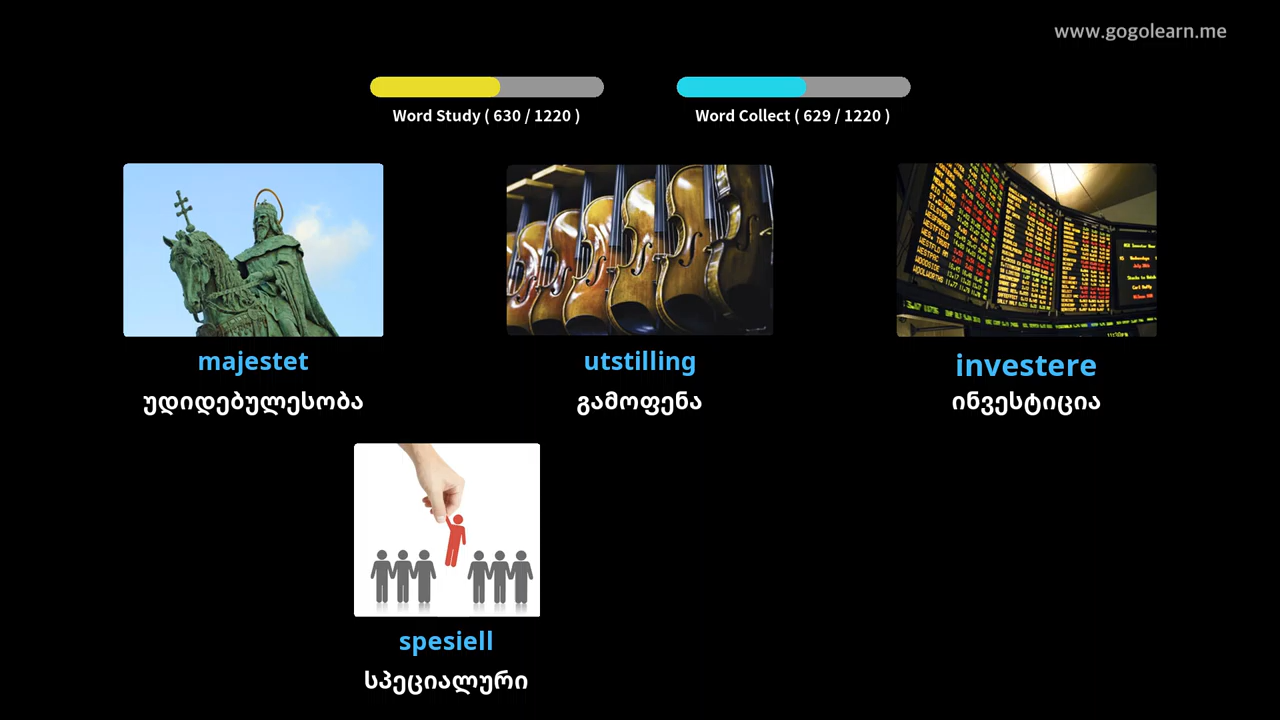 www.gogolearn.me
Word Study ( 630 / 1220 )
Word Collect ( 629 / 1220 )
majestet
utstilling
investere
უდიდებულესობა
გამოფენა
ინვესტიცია
spesiell
სპეციალური